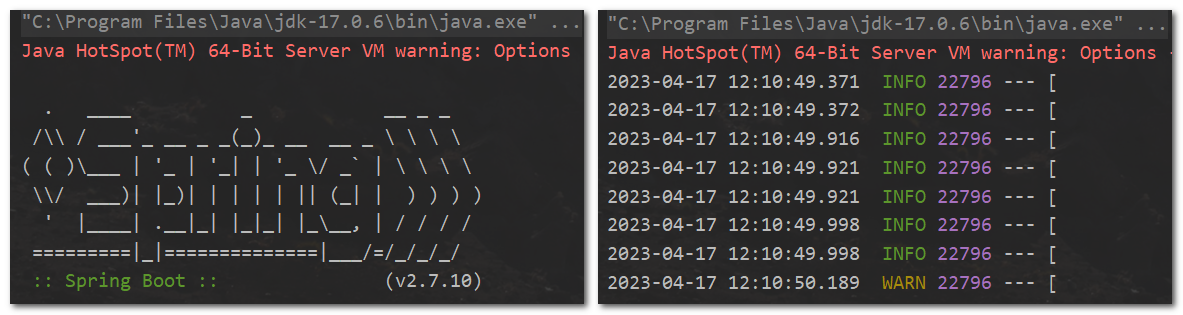 "C:\Program Files\Java\jdk-17.0.6\bin\java.exe" ...
Java HotSpot(TM) 64-Bit Server VM warning: Options
  .   ____          _            __ _ _
 /\\ / ___'_ __ _ _(_)_ __  __ _ \ \ \ \
( ( )\___ | '_ | '_| | '_ \/ _` | \ \ \ \
 \\/  ___)| |_)| | | | | || (_| |  ) ) ) )
  '  |____| .__|_| |_|_| |_\__, | / / / /
 =========|_|==============|___/=/_/_/_/
 :: Spring Boot ::               (v2.7.10)
"C:\Program Files\Java\jdk-17.0.6\bin\java.exe" ...
Java HotSpot(TM) 64-Bit Server VM warning: Options
2023-04-17 12:10:49.371  INFO 22796 --- [
2023-04-17 12:10:49.372  INFO 22796 --- [
2023-04-17 12:10:49.916  INFO 22796 --- [
2023-04-17 12:10:49.921  INFO 22796 --- [
2023-04-17 12:10:49.921  INFO 22796 --- [
2023-04-17 12:10:49.998  INFO 22796 --- [
2023-04-17 12:10:49.998  INFO 22796 --- [
2023-04-17 12:10:50.189  WARN 22796 --- [